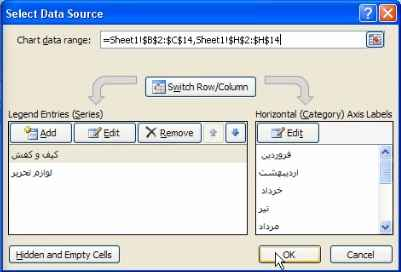 Select Data Source
Chart data range: =Sheet1!$B$2:$C$14,Sheet1!$H$2:$H$14
Switch Row/Column
Legend Entries (Series)
Add Edit Remove
کیف و کفش
لوازم تحریر
Horizontal (Category) Axis Labels
Edit
فروردین
اردیبهشت
خرداد
تیر
مرداد
Hidden and Empty Cells
OK Cancel